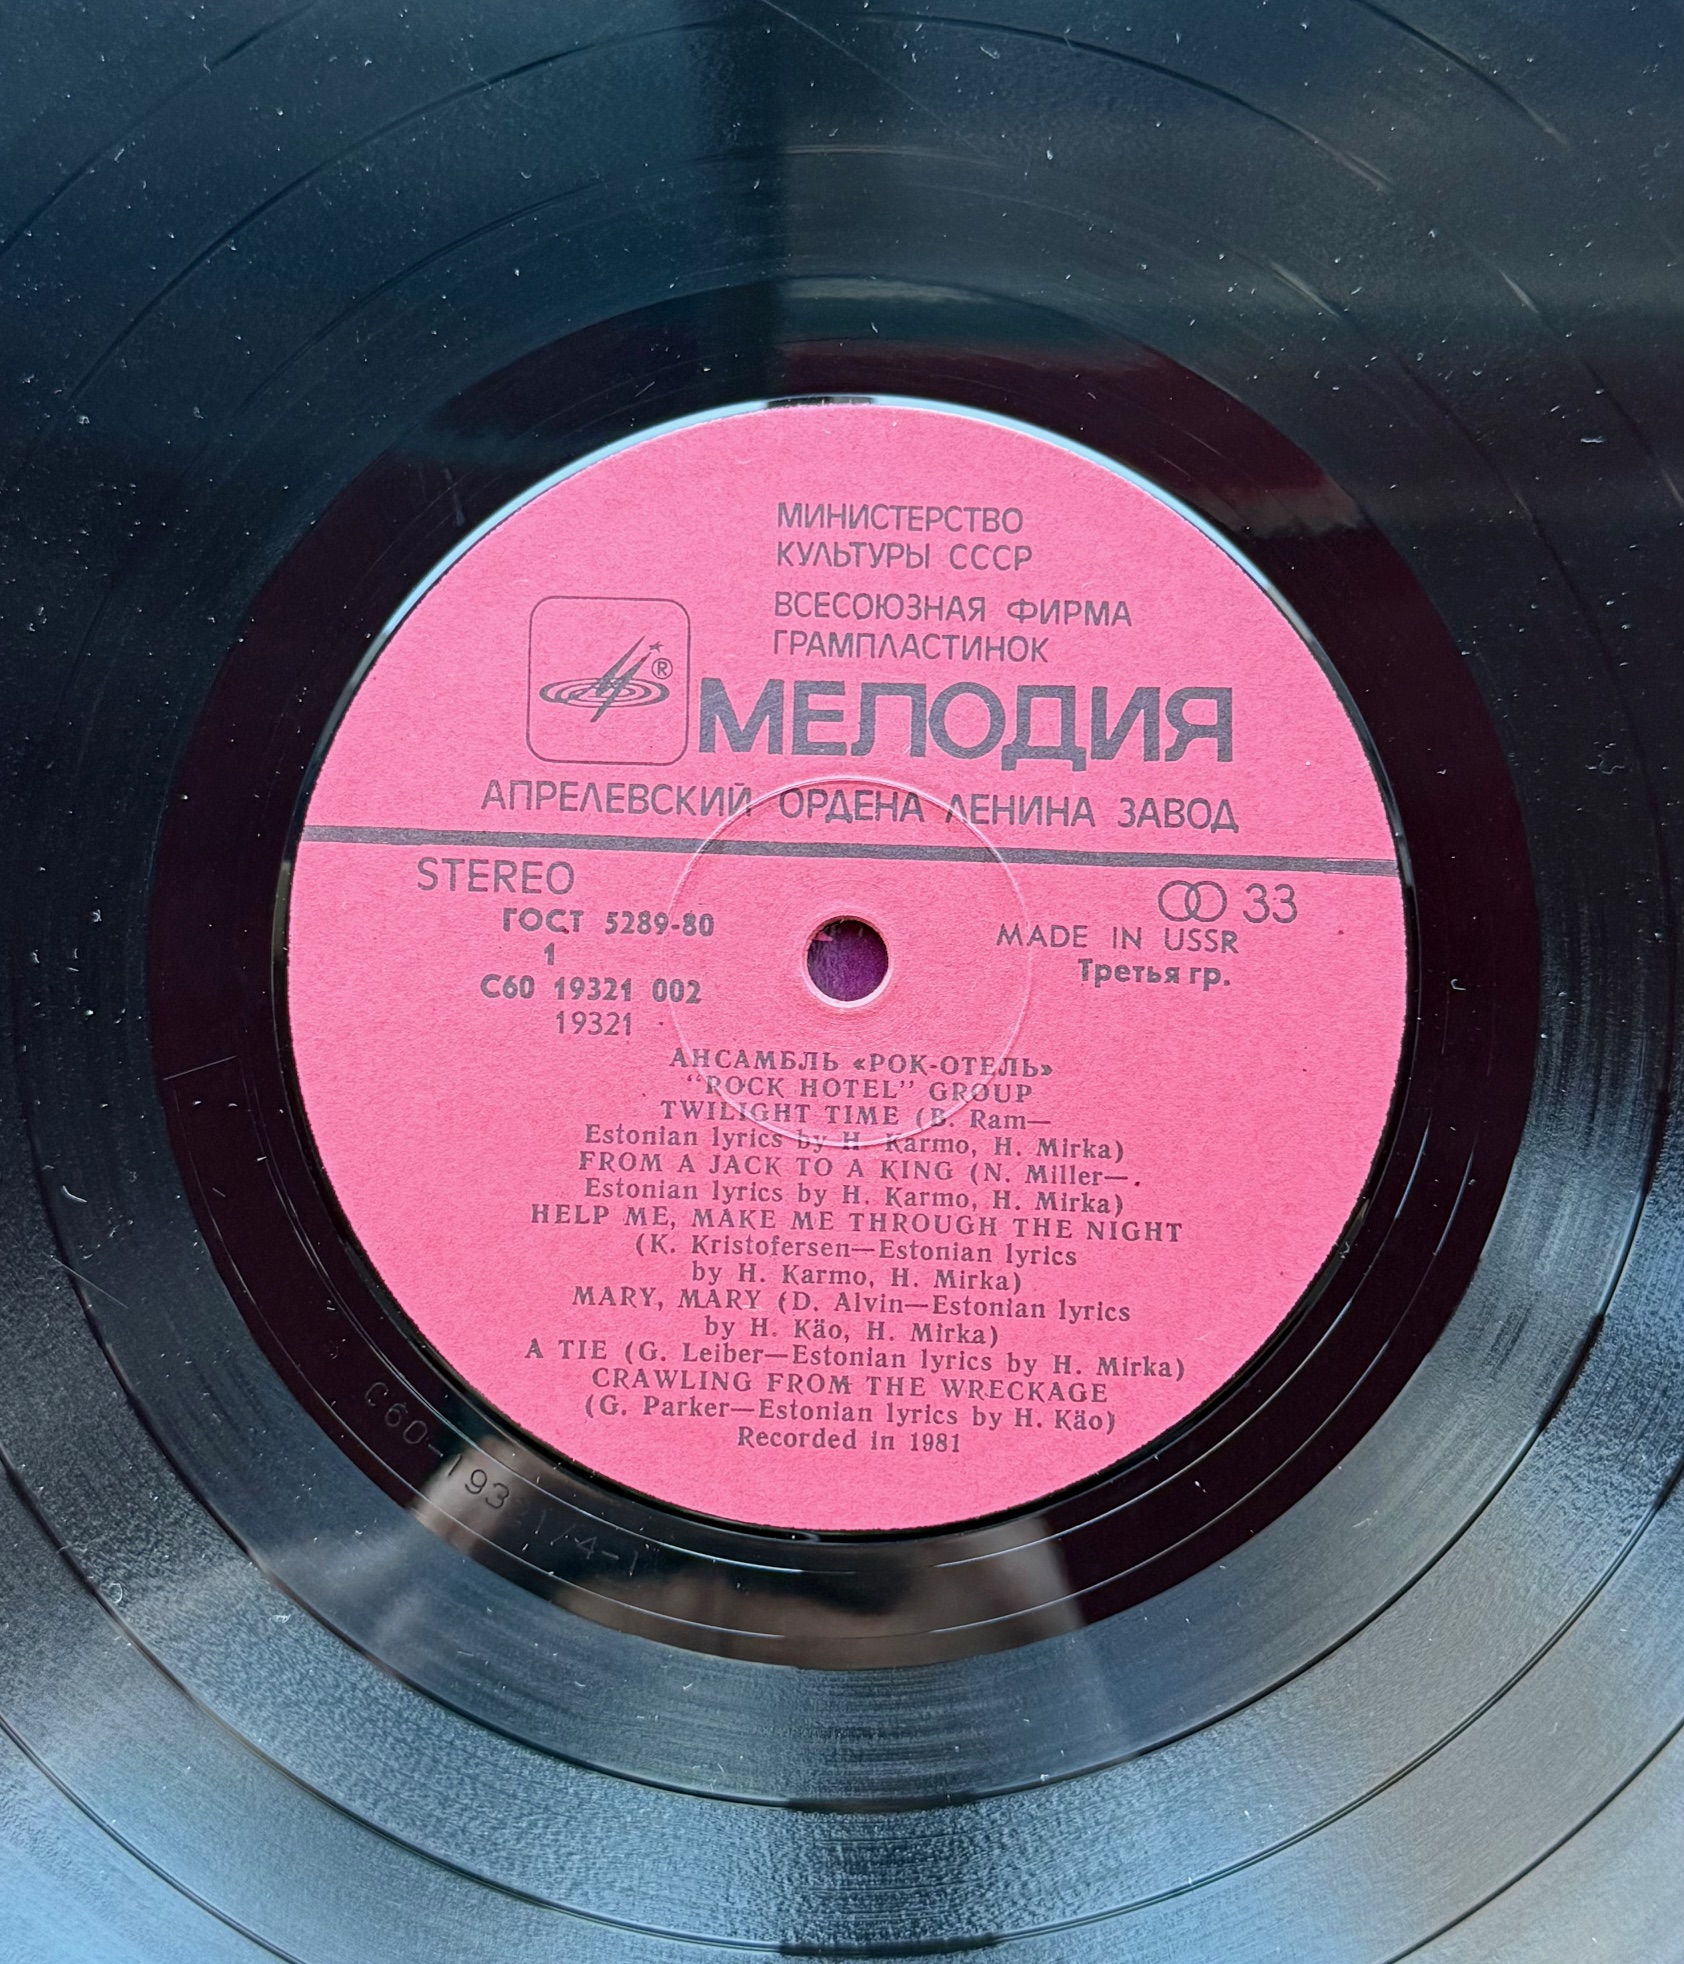 МИНИСТЕРСТВО
КУЛЬТУРЫ СССР
ВСЕСОЮЗНАЯ ФИРМА
ГРАМПЛАСТИНОК
®
МЕЛОДИЯ
АПРЕЛЕВСКИЙ ОРДЕНА ЛЕНИНА ЗАВОД
STEREO
33
ГОСТ 5289-80
MADE IN USSR
1
Третья гр.
С60 19321 002
19321
АНСАМБЛЬ «РОК-ОТЕЛЬ»
“ROCK HOTEL” GROUP
TWILIGHT TIME (B. Ram—
Estonian lyrics by H. Karmo, H. Mirka)
FROM A JACK TO A KING (N. Miller—
Estonian lyrics by H. Karmo, H. Mirka)
HELP ME, MAKE ME THROUGH THE NIGHT
(K. Kristofersen—Estonian lyrics
by H. Karmo, H. Mirka)
MARY, MARY (D. Alvin—Estonian lyrics
by H. Käo, H. Mirka)
A TIE (G. Leiber—Estonian lyrics by H. Mirka)
CRAWLING FROM THE WRECKAGE
(G. Parker—Estonian lyrics by H. Käo)
Recorded in 1981
С60-19321/4-1